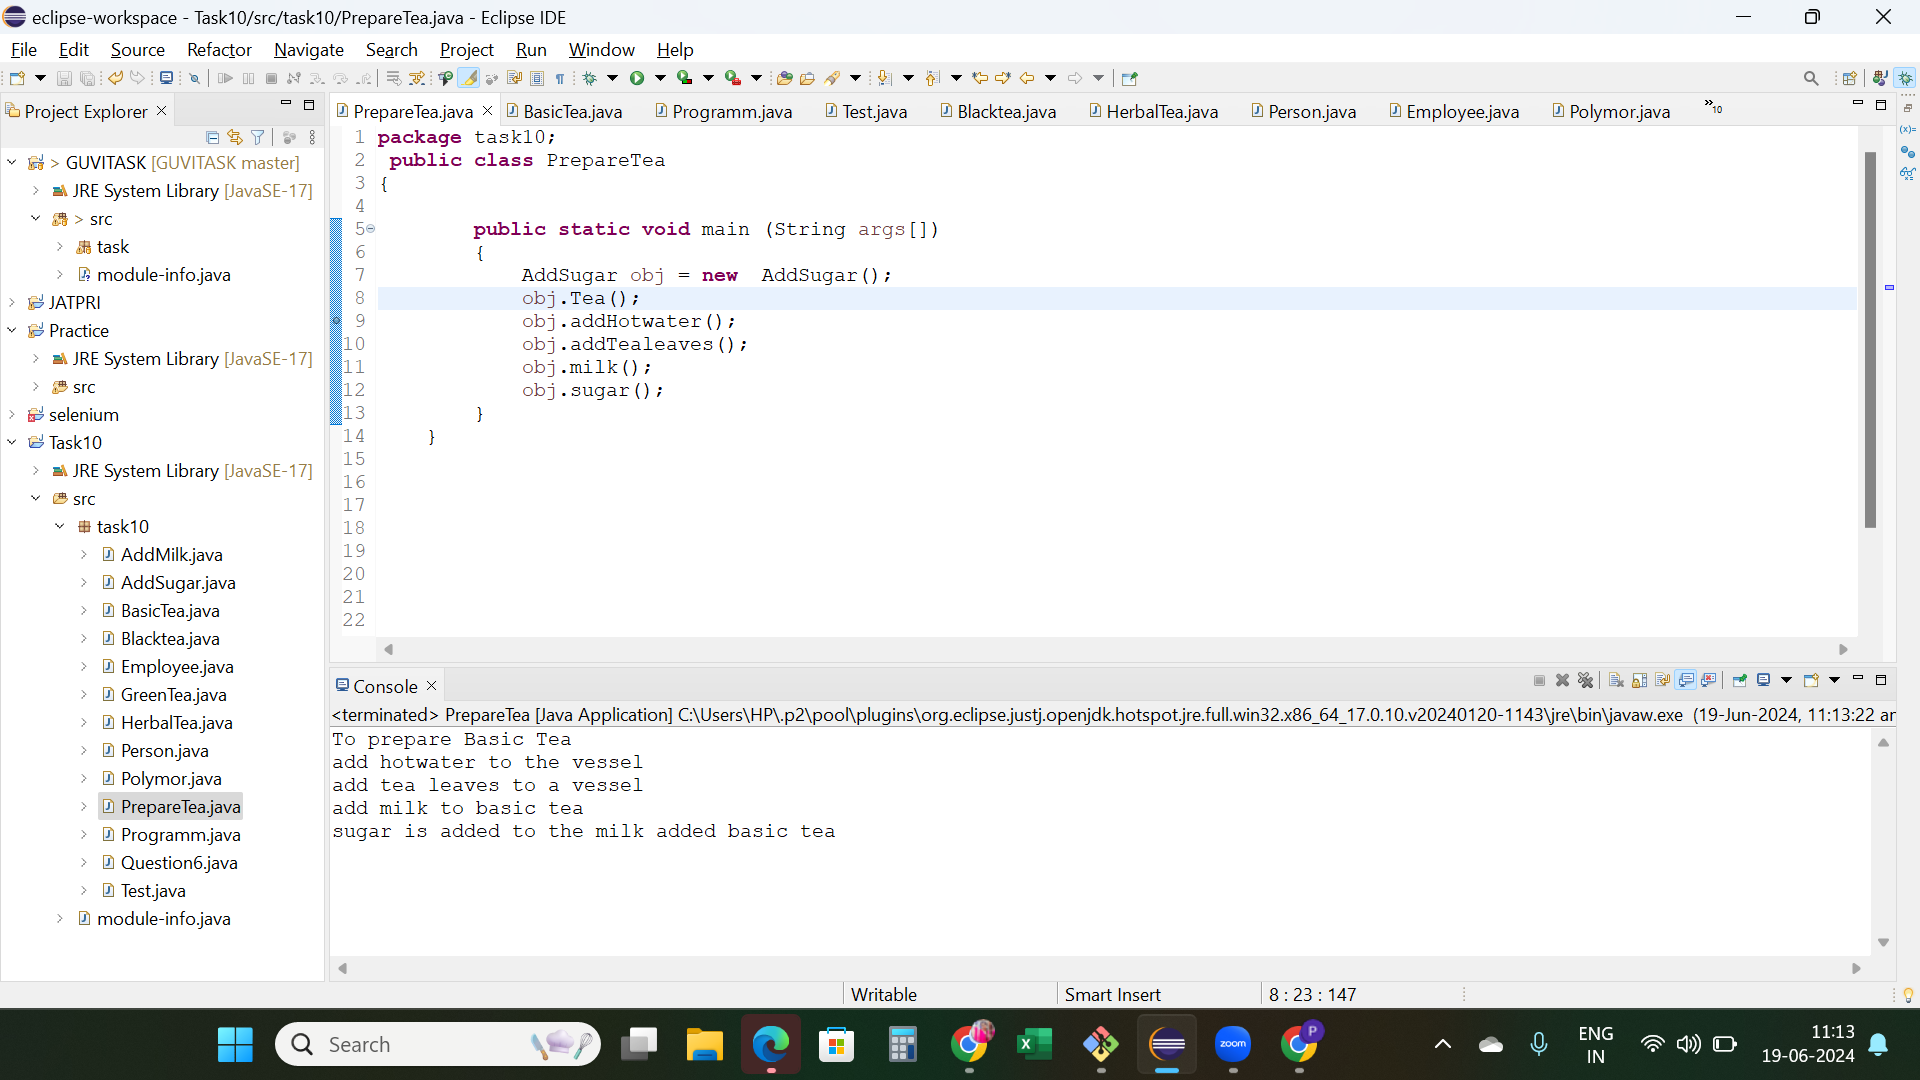 eclipse-workspace - Task10/src/task10/PrepareTea.java - Eclipse IDE
File Edit Source Refactor Navigate Search Project Run Window Help
Project Explorer
PrepareTea.java BasicTea.java Programm.java Test.java Blacktea.java HerbalTea.java Person.java Employee.java Polymor.java »10
GUVITASK [GUVITASK master]
JRE System Library [JavaSE-17]
> src
task
module-info.java
JATPRI
Practice
JRE System Library [JavaSE-17]
src
selenium
Task10
JRE System Library [JavaSE-17]
src
task10
AddMilk.java
AddSugar.java
BasicTea.java
Blacktea.java
Employee.java
GreenTea.java
HerbalTea.java
Person.java
Polymor.java
PrepareTea.java
Programm.java
Question6.java
Test.java
module-info.java
1 package task10;
2 public class PrepareTea
3 {
4
5 public static void main (String args[])
6 {
7 AddSugar obj = new AddSugar();
8 obj.Tea();
9 obj.addHotwater();
10 obj.addTealeaves();
11 obj.milk();
12 obj.sugar();
13 }
14 }
15
16
17
18
19
20
21
22
Console
<terminated> PrepareTea [Java Application] C:\Users\HP\.p2\pool\plugins\org.eclipse.justj.openjdk.hotspot.jre.full.win32.x86_64_17.0.10.v20240120-1143\jre\bin\javaw.exe (19-Jun-2024, 11:13:22 ar
To prepare Basic Tea
add hotwater to the vessel
add tea leaves to a vessel
add milk to basic tea
sugar is added to the milk added basic tea
Writable Smart Insert 8 : 23 : 147
Search
zoom
P
ENG
IN
11:13
19-06-2024